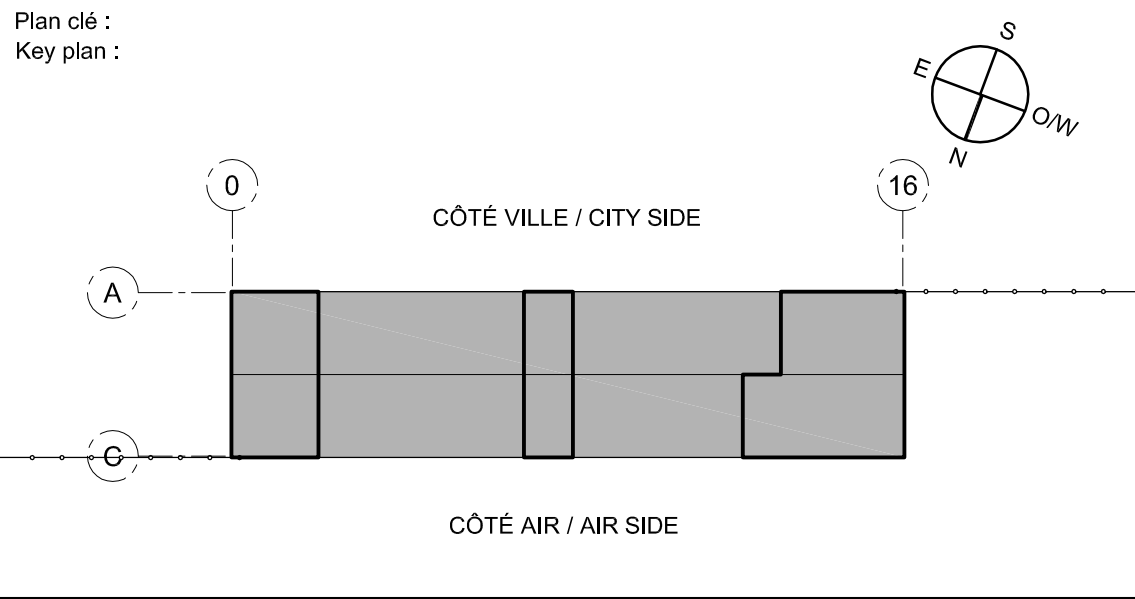 Plan clé :
Key plan :
S
E
O/W
N
0
16
CÔTÉ VILLE / CITY SIDE
A
C
CÔTÉ AIR / AIR SIDE